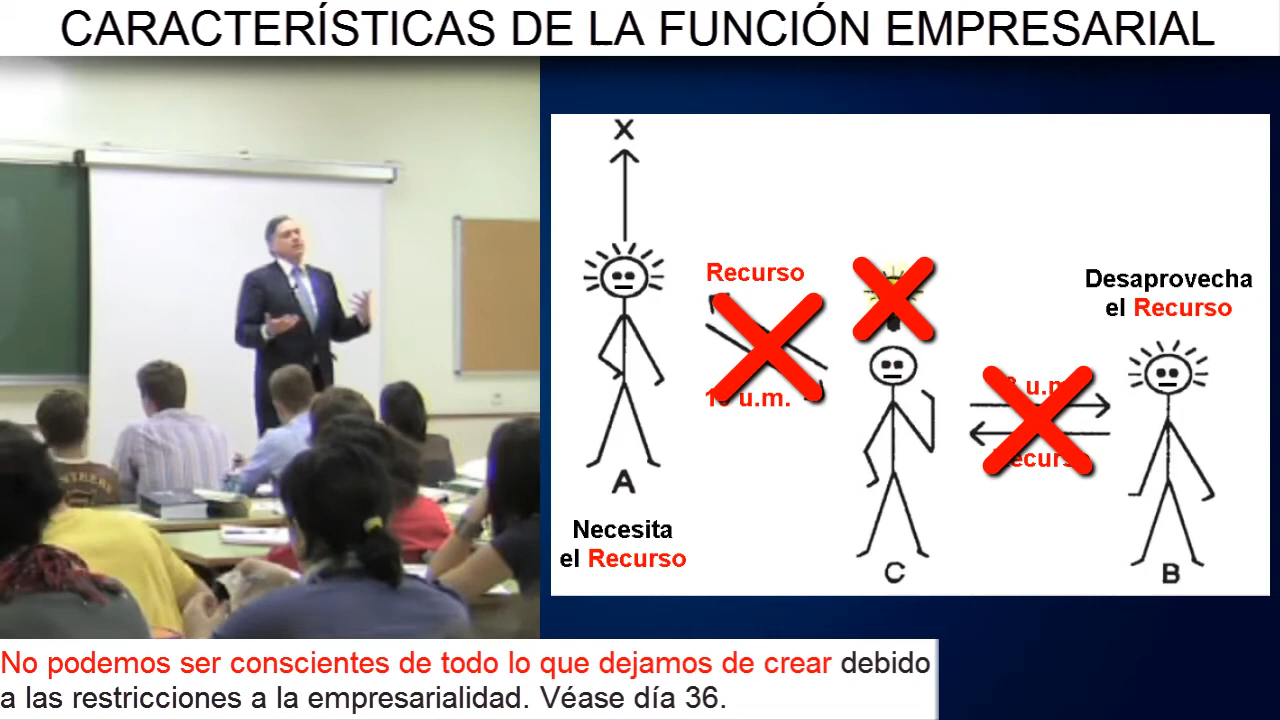 CARACTERÍSTICAS DE LA FUNCIÓN EMPRESARIAL
X
Recurso
Desaprovecha
el Recurso
u.m.
A
Necesita
el Recurso
C
B
No podemos ser conscientes de todo lo que dejamos de crear debido
a las restricciones a la empresarialidad. Véase día 36.